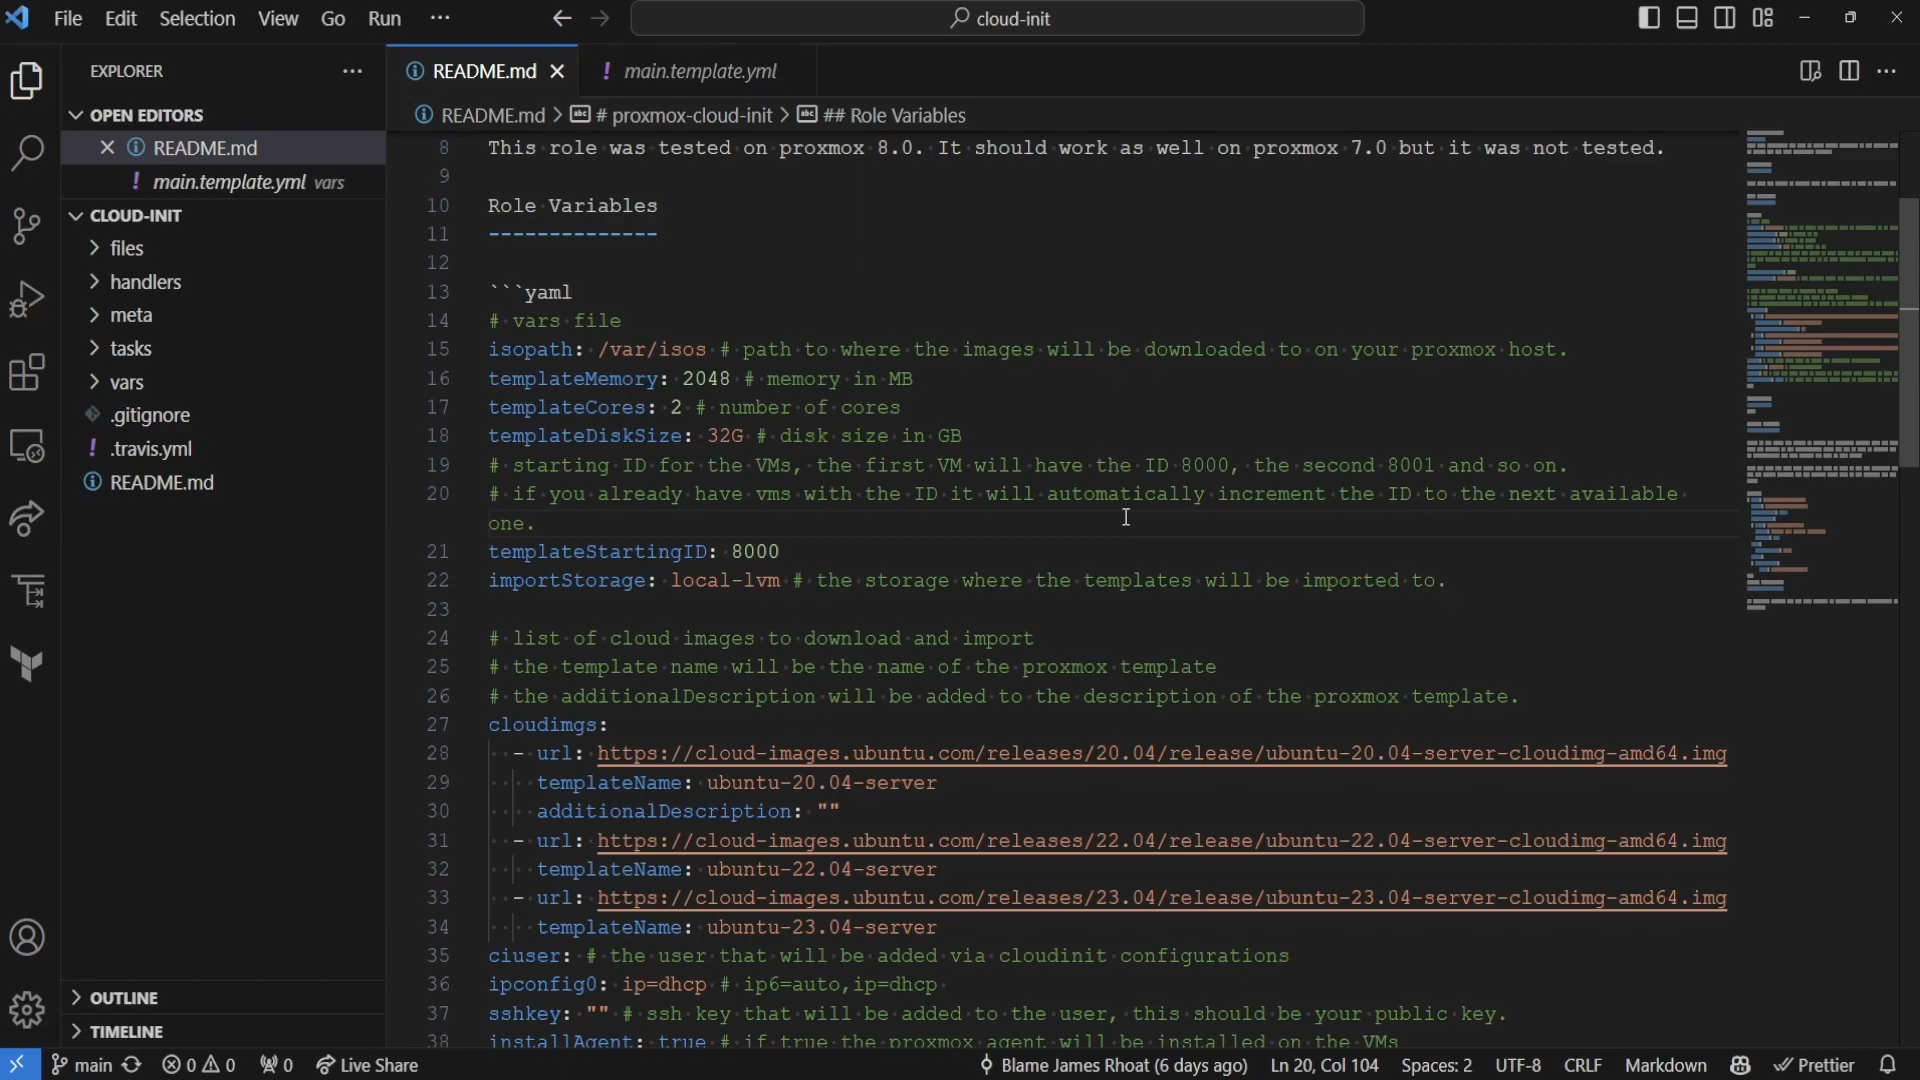 File Edit Selection View Go Run ··· cloud-init
EXPLORER ···
OPEN EDITORS
README.md
main.template.yml vars
CLOUD-INIT
files
handlers
meta
tasks
vars
.gitignore
.travis.yml
README.md
OUTLINE
TIMELINE
README.md main.template.yml
README.md > # proxmox-cloud-init > ## Role Variables
8 This role was tested on proxmox 8.0. It should work as well on proxmox 7.0 but it was not tested.
9
10 Role Variables
11 --------------
12
13 ```yaml
14 # vars file
15 isopath: /var/isos # path to where the images will be downloaded to on your proxmox host.
16 templateMemory: 2048 # memory in MB
17 templateCores: 2 # number of cores
18 templateDiskSize: 32G # disk size in GB
19 # starting ID for the VMs, the first VM will have the ID 8000, the second 8001 and so on.
20 # if you already have vms with the ID it will automatically increment the ID to the next available
one.
21 templateStartingID: 8000
22 importStorage: local-lvm # the storage where the templates will be imported to.
23
24 # list of cloud images to download and import
25 # the template name will be the name of the proxmox template
26 # the additionalDescription will be added to the description of the proxmox template.
27 cloudimgs:
28 - url: https://cloud-images.ubuntu.com/releases/20.04/release/ubuntu-20.04-server-cloudimg-amd64.img
29 templateName: ubuntu-20.04-server
30 additionalDescription: ""
31 - url: https://cloud-images.ubuntu.com/releases/22.04/release/ubuntu-22.04-server-cloudimg-amd64.img
32 templateName: ubuntu-22.04-server
33 - url: https://cloud-images.ubuntu.com/releases/23.04/release/ubuntu-23.04-server-cloudimg-amd64.img
34 templateName: ubuntu-23.04-server
35 ciuser: # the user that will be added via cloudinit configurations
36 ipconfig0: ip=dhcp # ip6=auto,ip=dhcp
37 sshkey: "" # ssh key that will be added to the user, this should be your public key.
38 installAgent: true # if true the proxmox agent will be installed on the VMs
main 0 0 0 Live Share Blame James Rhoat (6 days ago) Ln 20, Col 104 Spaces: 2 UTF-8 CRLF Markdown Prettier